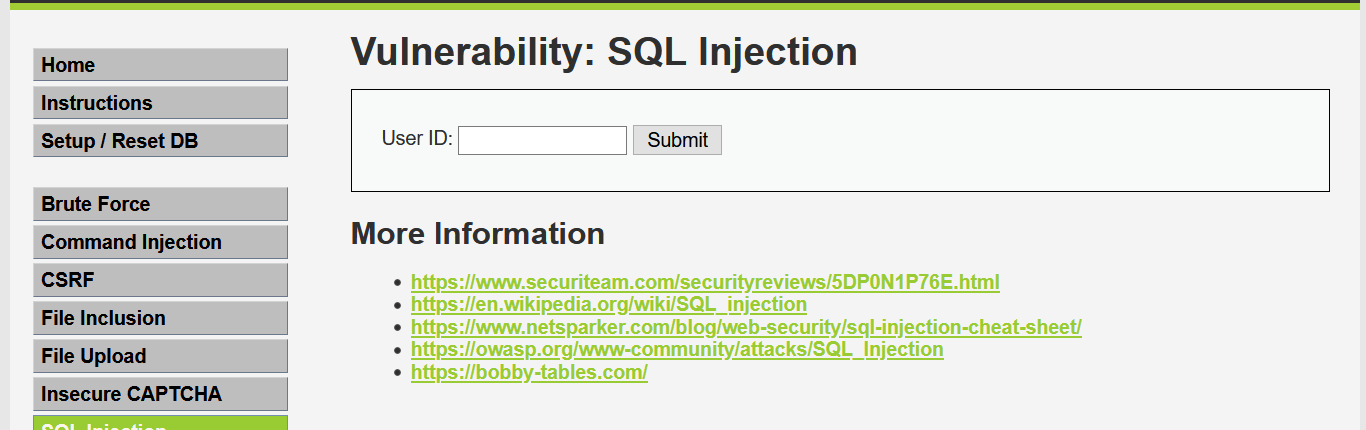 Home
Instructions
Setup / Reset DB
Brute Force
Command Injection
CSRF
File Inclusion
File Upload
Insecure CAPTCHA
SQL Injection
Vulnerability: SQL Injection
User ID: Submit
More Information
https://www.securiteam.com/securityreviews/5DP0N1P76E.html
https://en.wikipedia.org/wiki/SQL_injection
https://www.netsparker.com/blog/web-security/sql-injection-cheat-sheet/
https://owasp.org/www-community/attacks/SQL_Injection
https://bobby-tables.com/